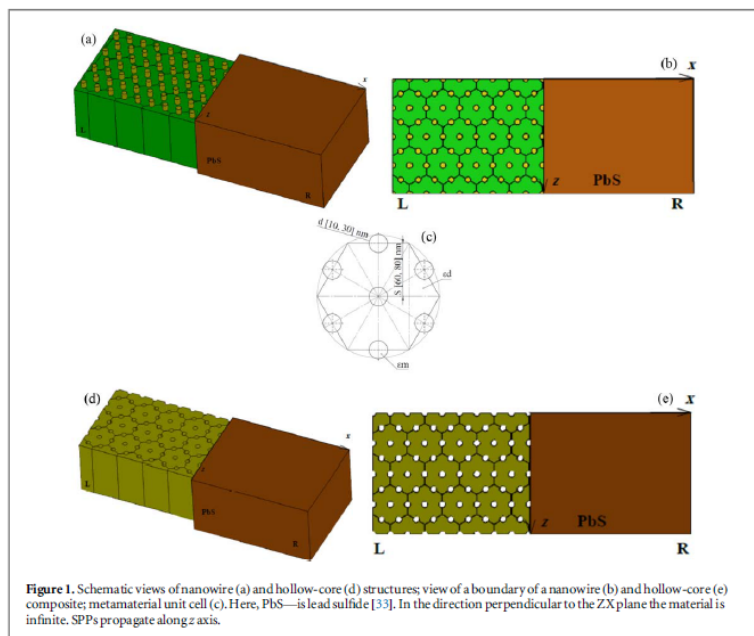 (a)
x
z
L
PbS
R
(b)
x
z
PbS
L
R
(c)
d [10, 30] nm
S [60, 80] nm
εd
εm
(d)
x
z
L
PbS
R
(e)
x
z
PbS
L
R
Figure 1. Schematic views of nanowire (a) and hollow-core (d) structures; view of a boundary of a nanowire (b) and hollow-core (e)
composite; metamaterial unit cell (c). Here, PbS—is lead sulfide [33]. In the direction perpendicular to the ZX plane the material is
infinite. SPPs propagate along z axis.